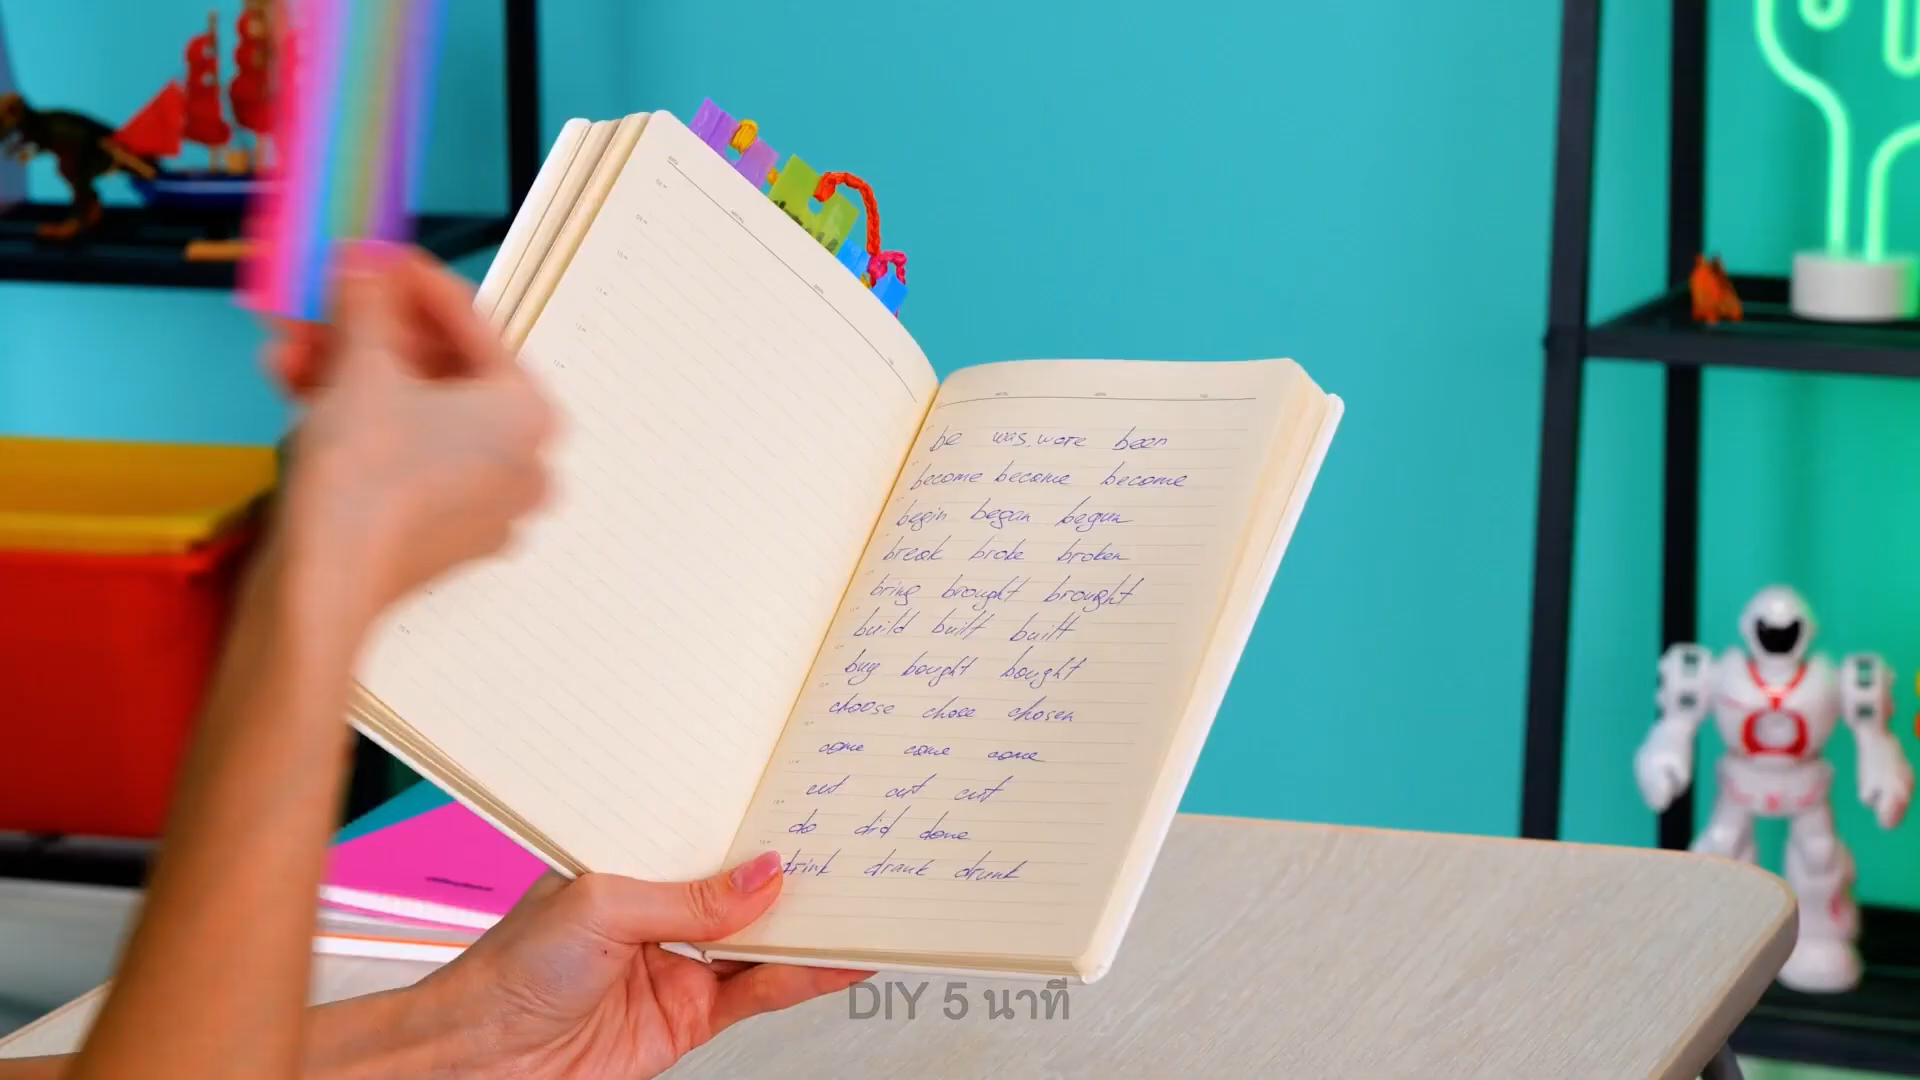 be was, were been
become became become
begin began begun
break broke broken
bring brought brought
build built built
buy bought bought
choose chose chosen
come came come
cut cut cut
do did done
drink drank drunk
DIY 5 นาที